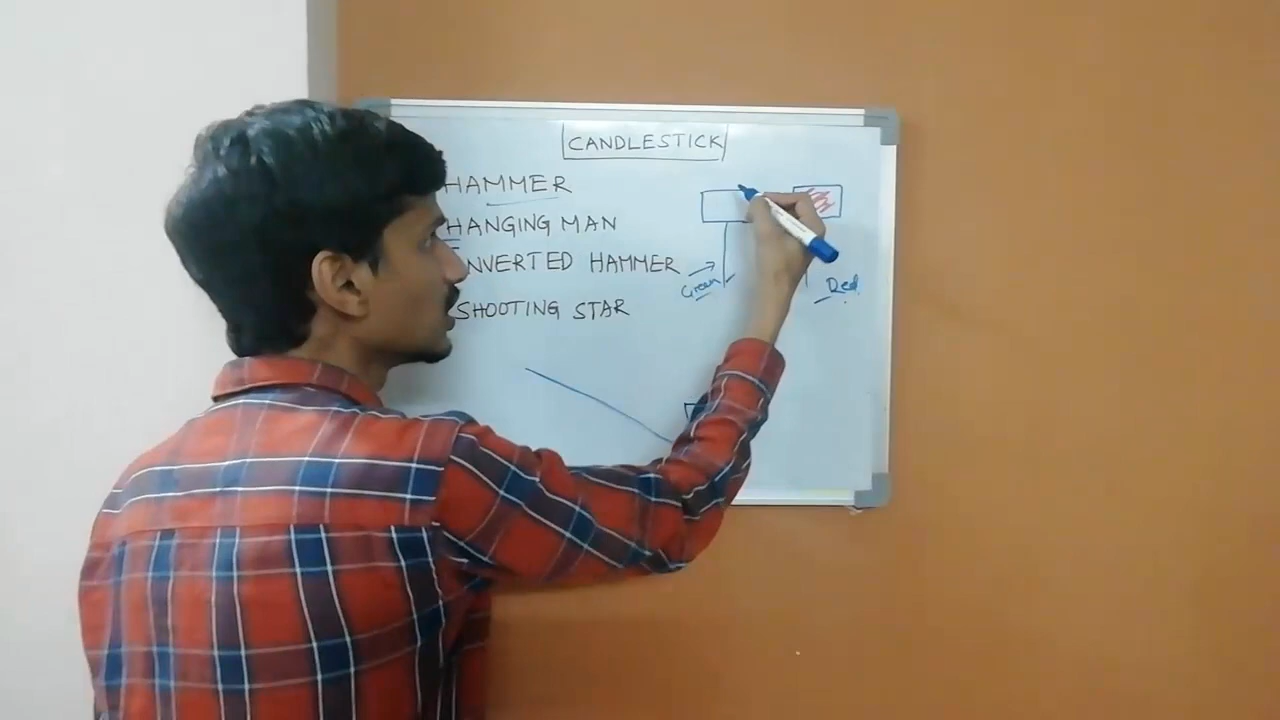 CANDLESTICK
HAMMER
HANGING MAN
INVERTED HAMMER
SHOOTING STAR
Green
Red